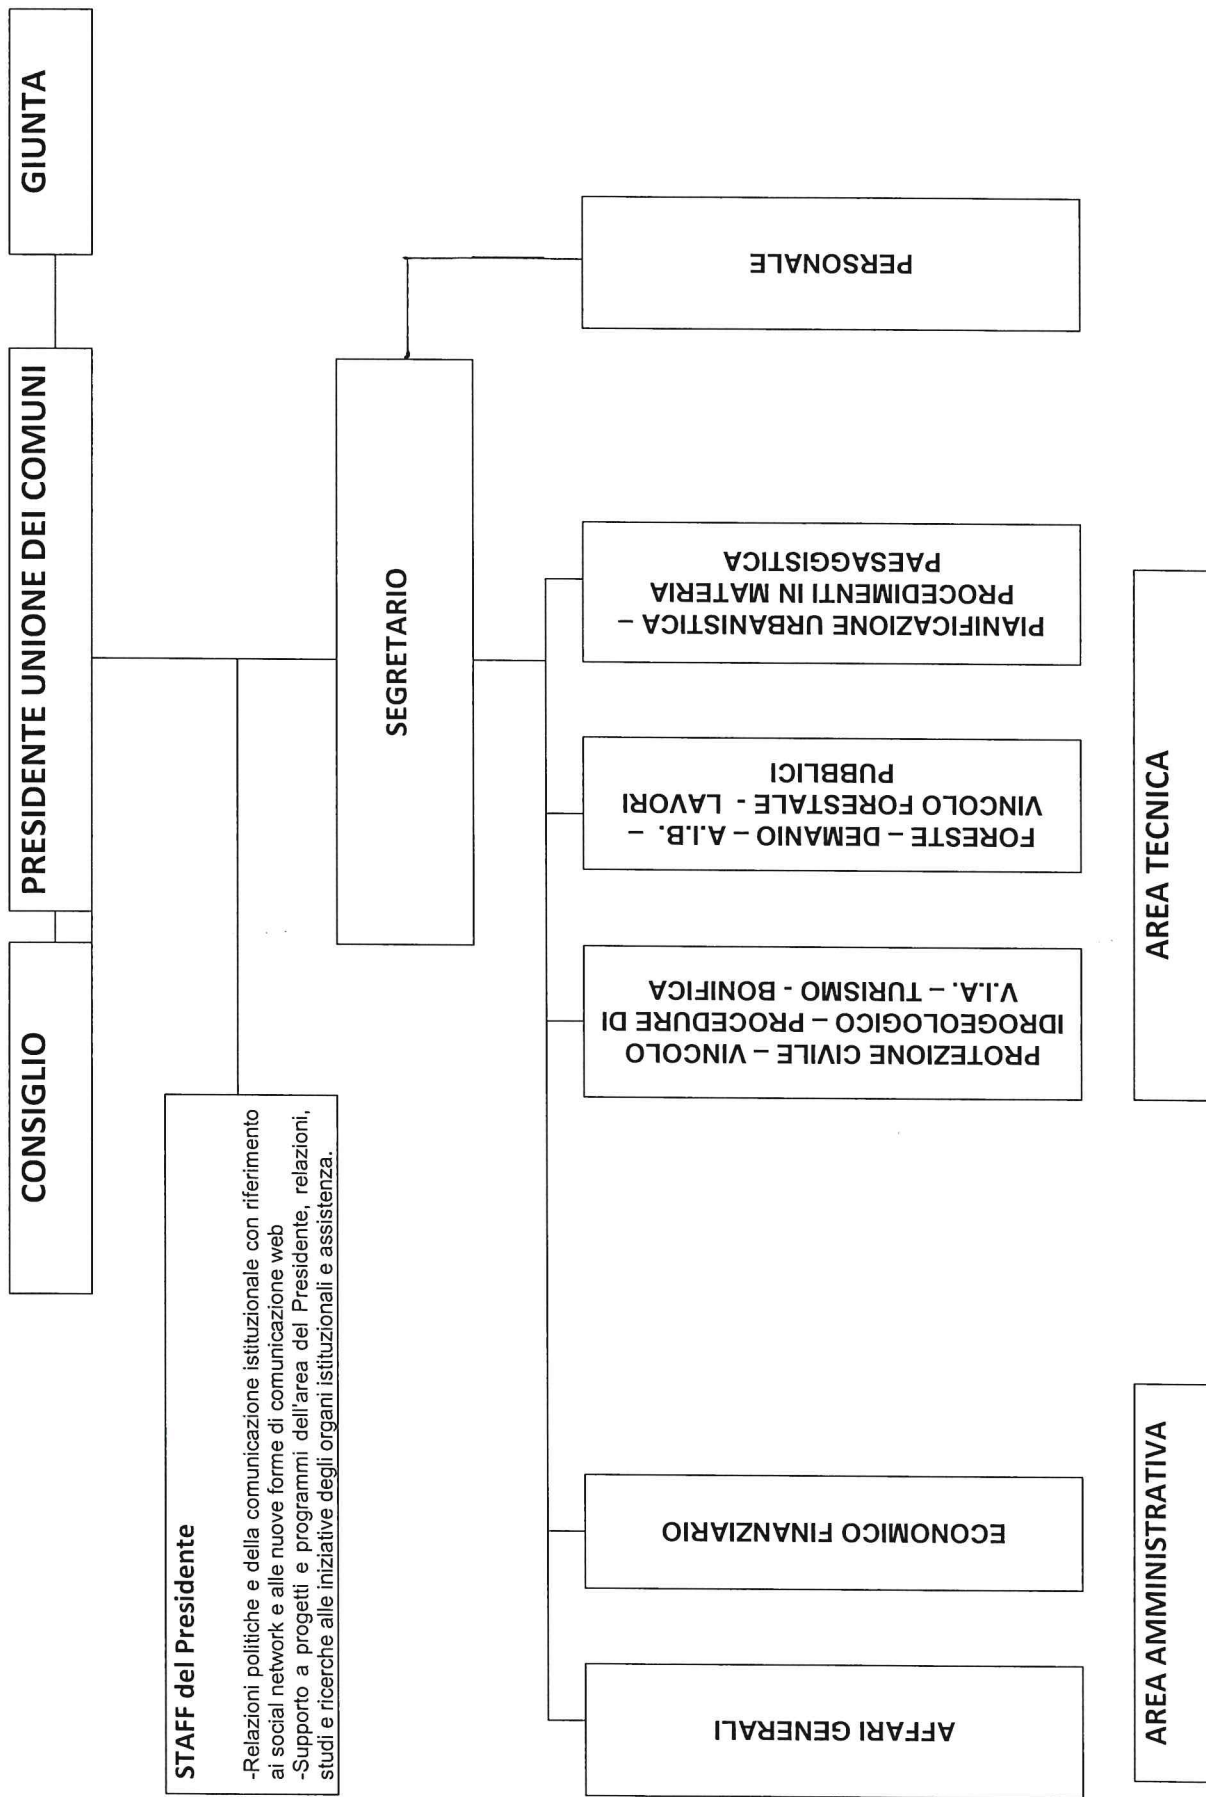 CONSIGLIO
PRESIDENTE UNIONE DEI COMUNI
GIUNTA
STAFF del Presidente
-Relazioni politiche e della comunicazione istituzionale con riferimento
ai social network e alle nuove forme di comunicazione web
-Supporto a progetti e programmi dell'area del Presidente, relazioni,
studi e ricerche alle iniziative degli organi istituzionali e assistenza.
SEGRETARIO
AFFARI GENERALI
ECONOMICO FINANZIARIO
PROTEZIONE CIVILE – VINCOLO
IDROGEOLOGICO – PROCEDURE DI
V.I.A. – TURISMO - BONIFICA
FORESTE – DEMANIO – A.I.B. –
VINCOLO FORESTALE - LAVORI
PUBBLICI
PIANIFICAZIONE URBANISTICA –
PROCEDIMENTI IN MATERIA
PAESAGGISTICA
PERSONALE
AREA AMMINISTRATIVA
AREA TECNICA